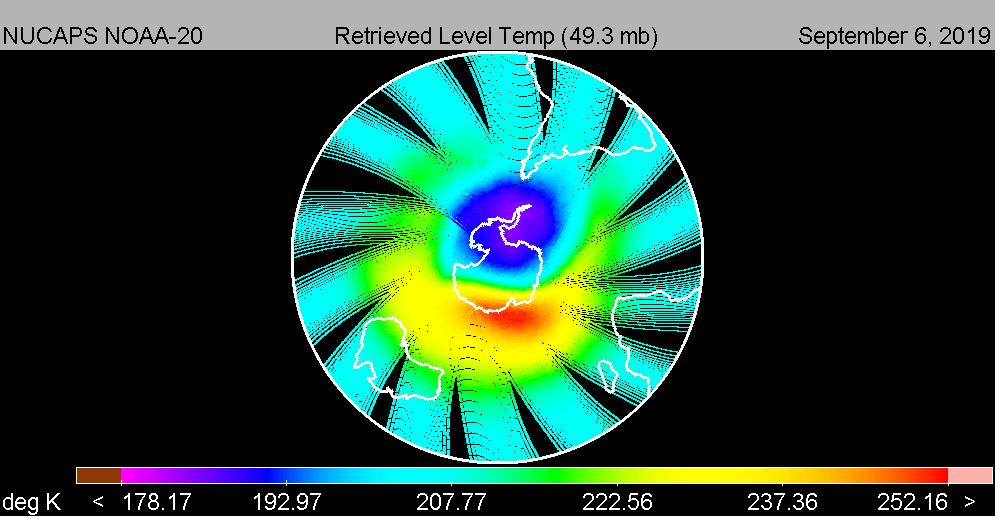 NUCAPS NOAA-20 Retrieved Level Temp (49.3 mb) September 6, 2019
deg K < 178.17 192.97 207.77 222.56 237.36 252.16 >